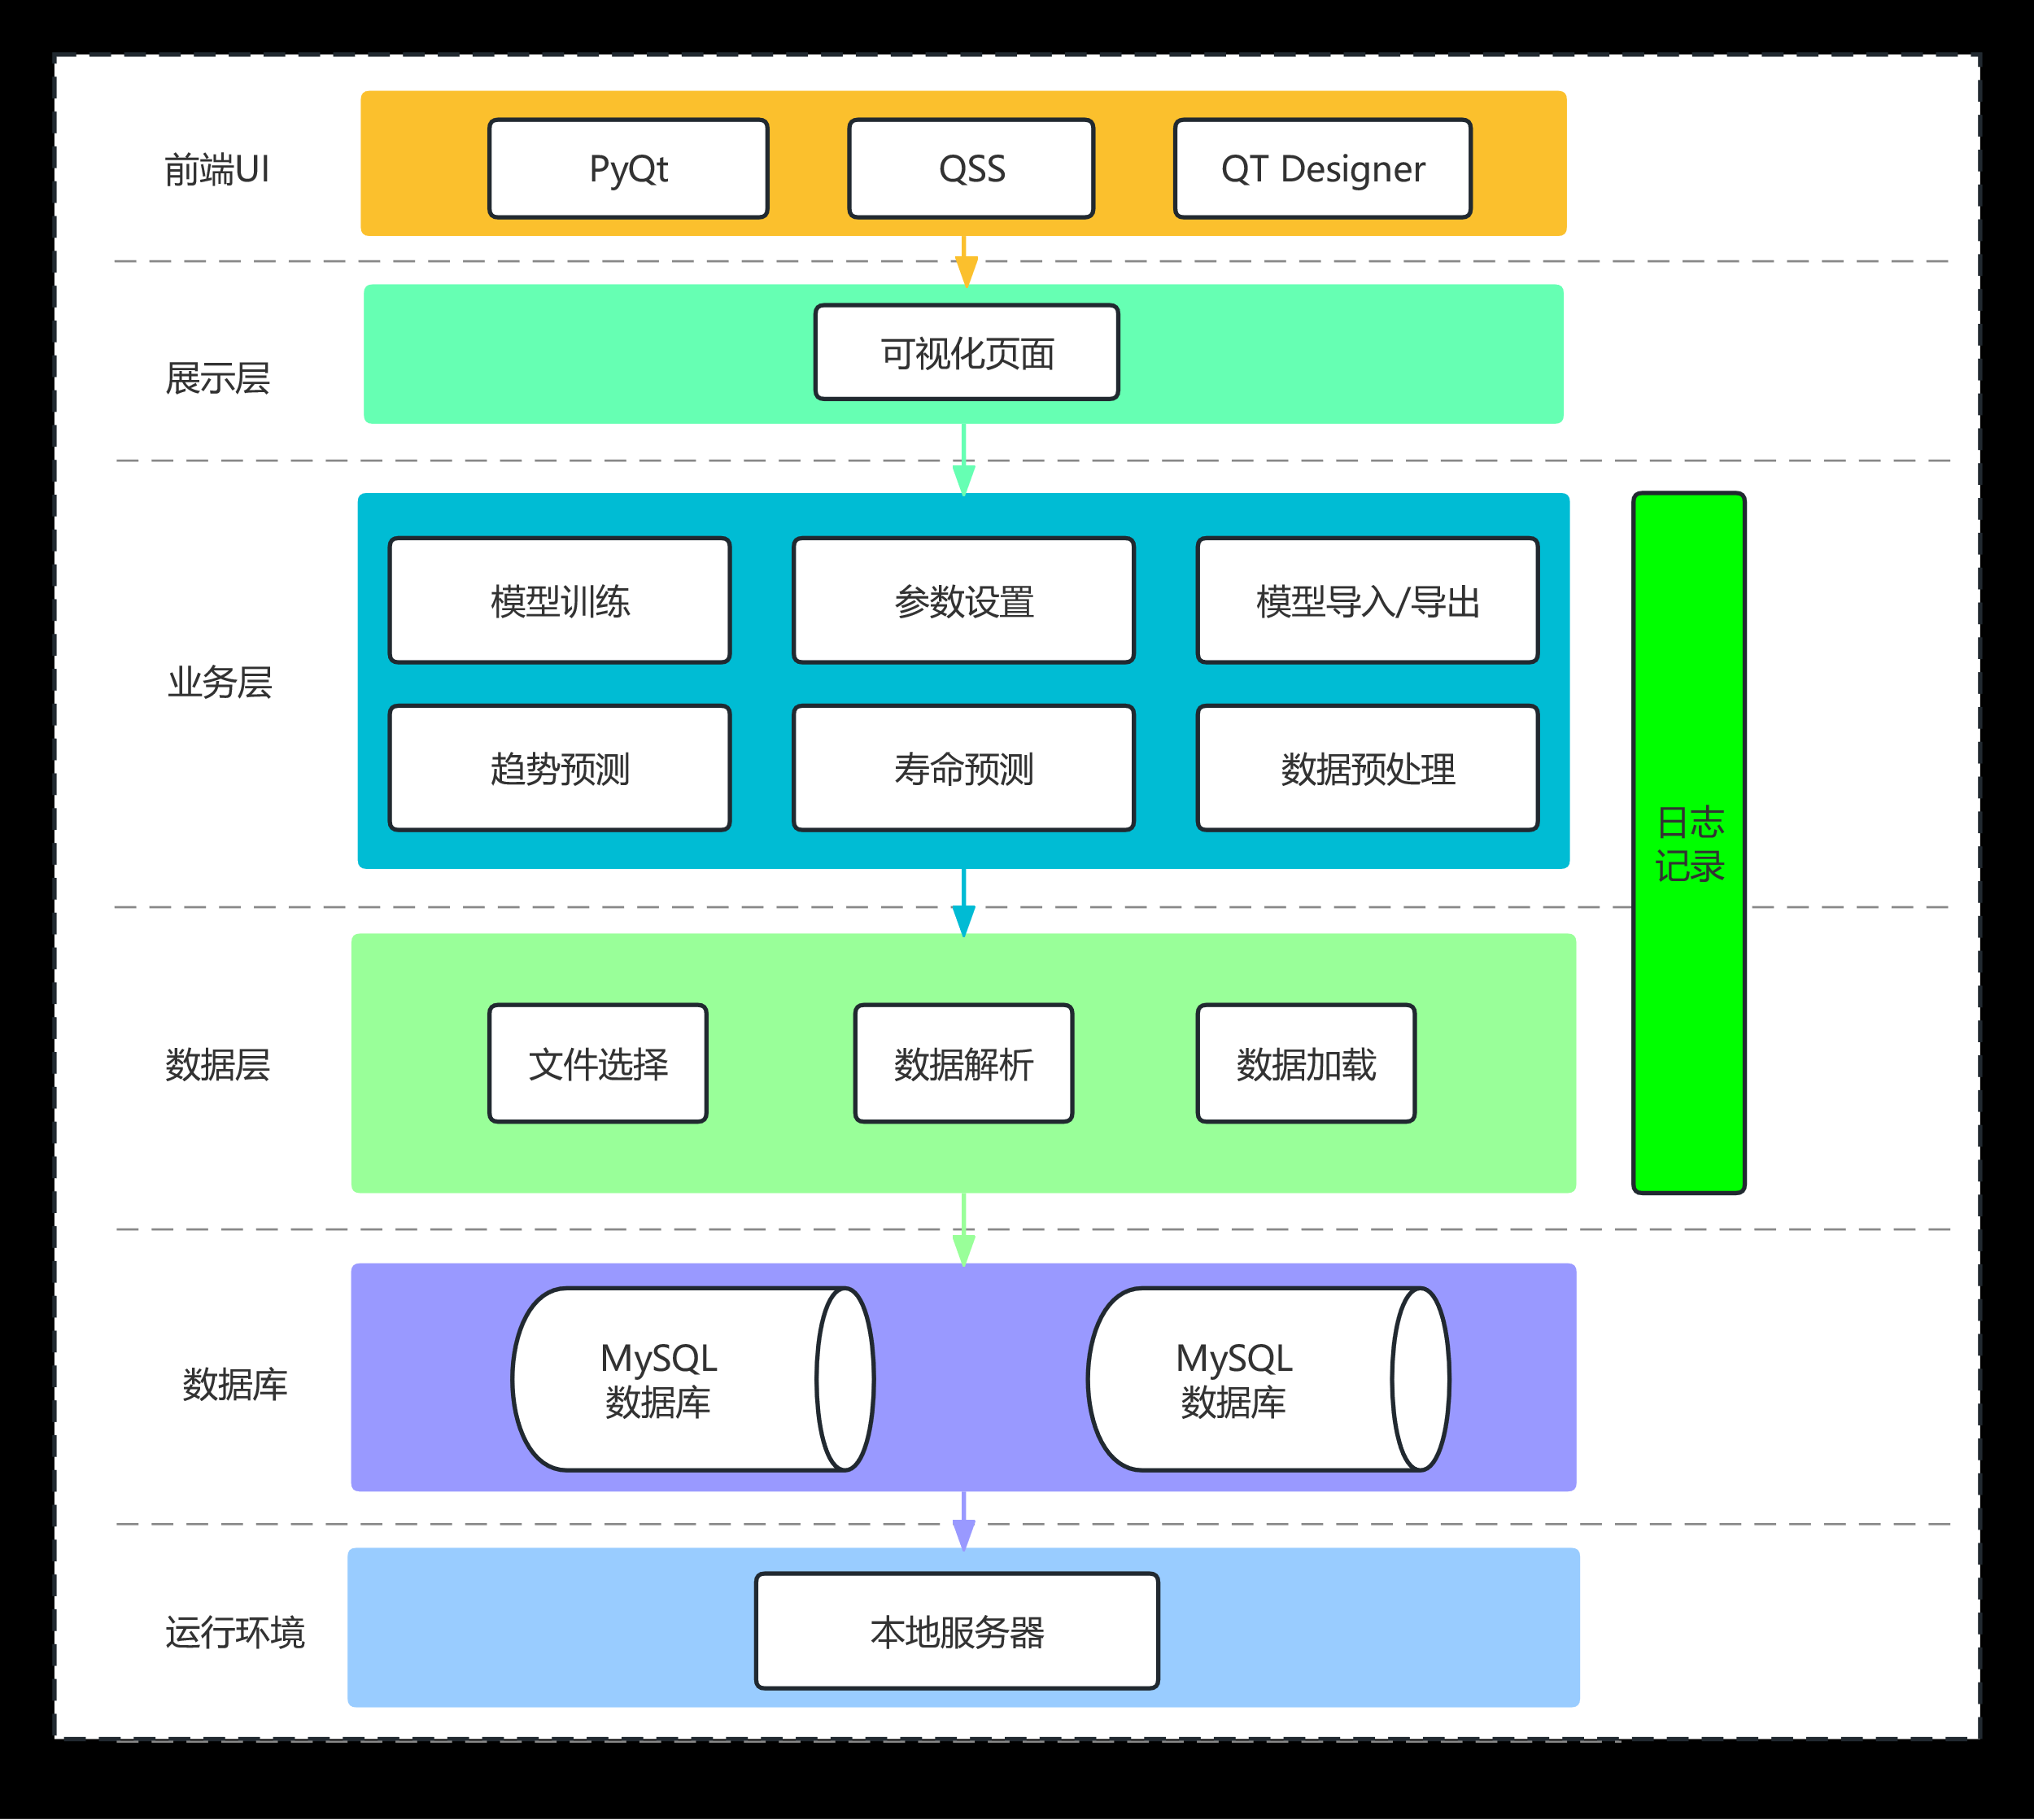 前端UI
PyQt
QSS
QT Designer
展示层
可视化页面
业务层
模型训练
参数设置
模型导入/导出
趋势预测
寿命预测
数据预处理
日志
记录
数据层
文件选择
数据解析
数据加载
数据库
MySQL
数据库
MySQL
数据库
运行环境
本地服务器